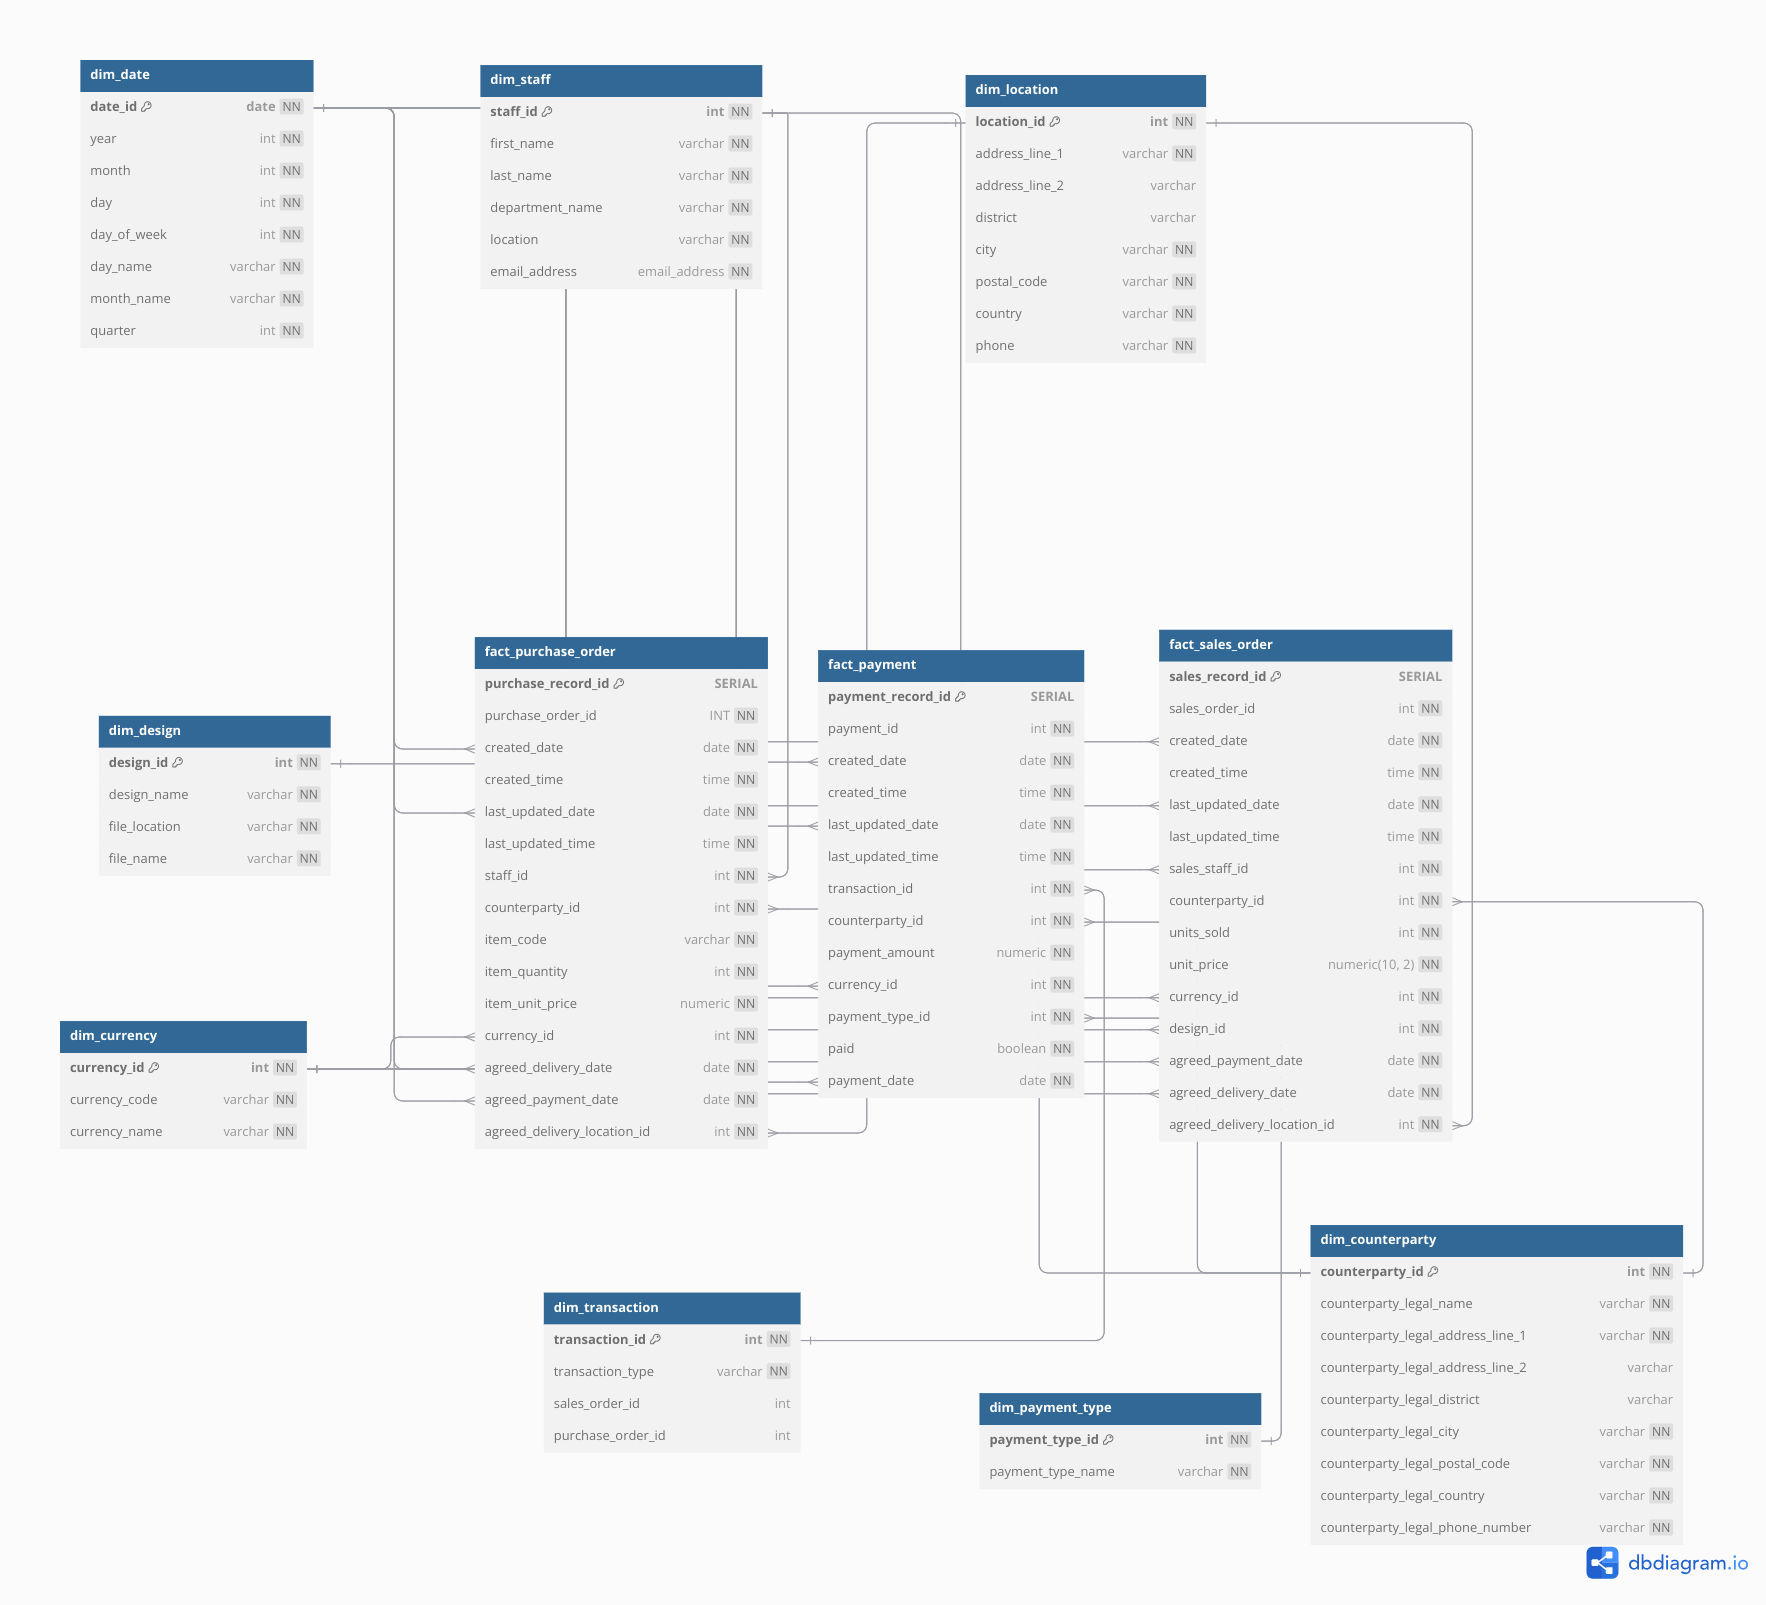 dim_date
date_id date NN
year int NN
month int NN
day int NN
day_of_week int NN
day_name varchar NN
month_name varchar NN
quarter int NN
dim_staff
staff_id int NN
first_name varchar NN
last_name varchar NN
department_name varchar NN
location varchar NN
email_address email_address NN
dim_location
location_id int NN
address_line_1 varchar NN
address_line_2 varchar
district varchar
city varchar NN
postal_code varchar NN
country varchar NN
phone varchar NN
dim_design
design_id int NN
design_name varchar NN
file_location varchar NN
file_name varchar NN
dim_currency
currency_id int NN
currency_code varchar NN
currency_name varchar NN
fact_purchase_order
purchase_record_id SERIAL
purchase_order_id INT NN
created_date date NN
created_time time NN
last_updated_date date NN
last_updated_time time NN
staff_id int NN
counterparty_id int NN
item_code varchar NN
item_quantity int NN
item_unit_price numeric NN
currency_id int NN
agreed_delivery_date date NN
agreed_payment_date date NN
agreed_delivery_location_id int NN
fact_payment
payment_record_id SERIAL
payment_id int NN
created_date date NN
created_time time NN
last_updated_date date NN
last_updated_time time NN
transaction_id int NN
counterparty_id int NN
payment_amount numeric NN
currency_id int NN
payment_type_id int NN
paid boolean NN
payment_date date NN
fact_sales_order
sales_record_id SERIAL
sales_order_id int NN
created_date date NN
created_time time NN
last_updated_date date NN
last_updated_time time NN
sales_staff_id int NN
counterparty_id int NN
units_sold int NN
unit_price numeric(10, 2) NN
currency_id int NN
design_id int NN
agreed_payment_date date NN
agreed_delivery_date date NN
agreed_delivery_location_id int NN
dim_transaction
transaction_id int NN
transaction_type varchar NN
sales_order_id int
purchase_order_id int
dim_payment_type
payment_type_id int NN
payment_type_name varchar NN
dim_counterparty
counterparty_id int NN
counterparty_legal_name varchar NN
counterparty_legal_address_line_1 varchar NN
counterparty_legal_address_line_2 varchar
counterparty_legal_district varchar
counterparty_legal_city varchar NN
counterparty_legal_postal_code varchar NN
counterparty_legal_country varchar NN
counterparty_legal_phone_number varchar NN
dbdiagram.io